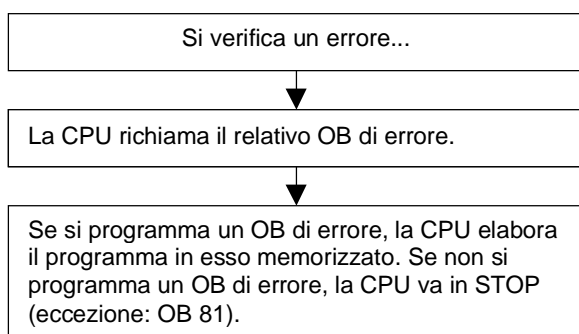 Si verifica un errore...
La CPU richiama il relativo OB di errore.
Se si programma un OB di errore, la CPU elabora
il programma in esso memorizzato. Se non si
programma un OB di errore, la CPU va in STOP
(eccezione: OB 81).